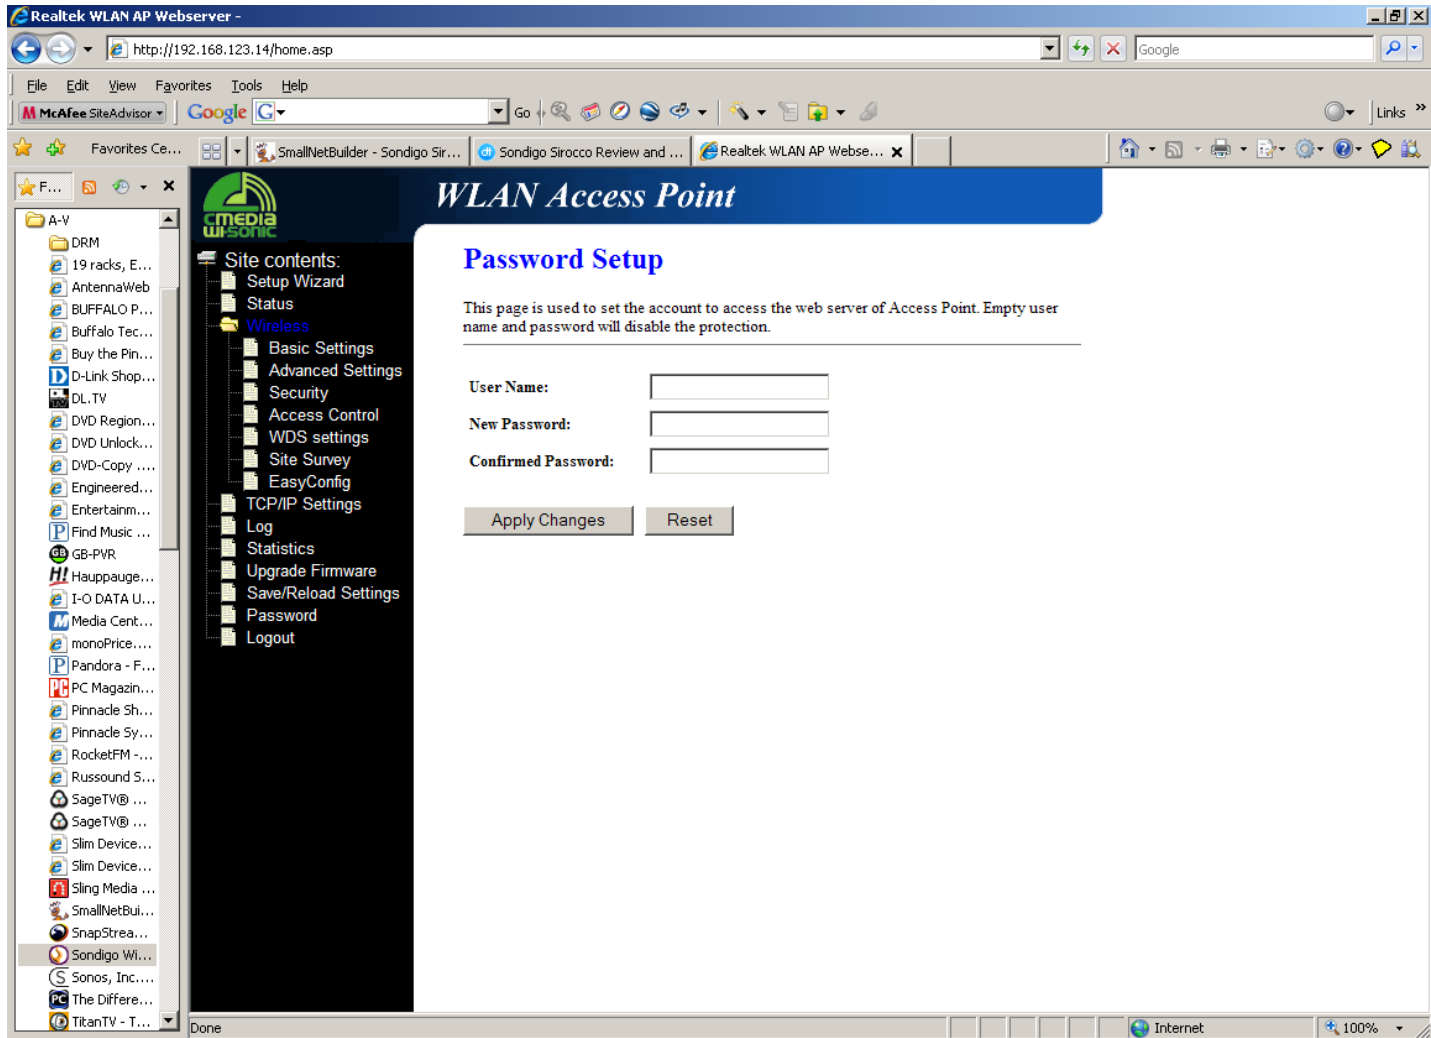 Realtek WLAN AP Webserver -
http://192.168.123.14/home.asp
Google
File Edit View Favorites Tools Help
McAfee SiteAdvisor
Google G Go
Links »
Favorites Ce...
SmallNetBuilder - Sondigo Sir...
Sondigo Sirocco Review and ...
Realtek WLAN AP Webse...
F...
A-V
DRM
19 racks, E...
AntennaWeb
BUFFALO P...
Buffalo Tec...
Buy the Pin...
D-Link Shop...
DL.TV
DVD Region...
DVD Unlock...
DVD-Copy ....
Engineered...
Entertainm...
Find Music ...
GB-PVR
Hauppauge...
I-O DATA U...
Media Cent...
monoPrice....
Pandora - F...
PC Magazin...
Pinnacle Sh...
Pinnacle Sy...
RocketFM -...
Russound S...
SageTV® ...
SageTV® ...
Slim Device...
Slim Device...
Sling Media ...
SmallNetBui...
SnapStrea...
Sondigo Wi...
Sonos, Inc....
The Differe...
TitanTV - T...
CMEDIA
WI-SONIC
WLAN Access Point
Site contents:
Setup Wizard
Status
Wireless
Basic Settings
Advanced Settings
Security
Access Control
WDS settings
Site Survey
EasyConfig
TCP/IP Settings
Log
Statistics
Upgrade Firmware
Save/Reload Settings
Password
Logout
Password Setup
This page is used to set the account to access the web server of Access Point. Empty user
name and password will disable the protection.
User Name:
New Password:
Confirmed Password:
Apply Changes Reset
Done
Internet
100%